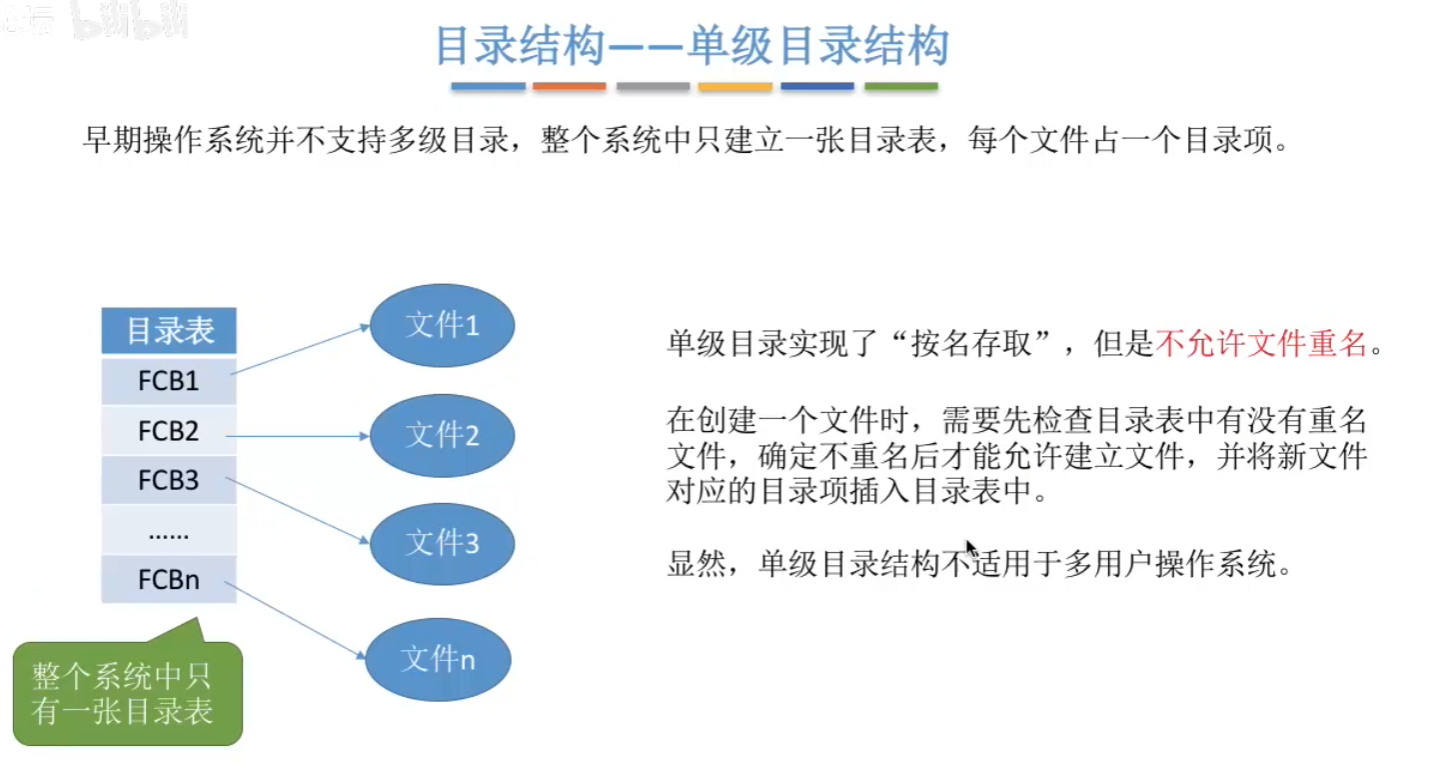 bilibili
目录结构——单级目录结构
早期操作系统并不支持多级目录，整个系统中只建立一张目录表，每个文件占一个目录项。
目录表
FCB1
FCB2
FCB3
……
FCBn
文件1
文件2
文件3
文件n
整个系统中只
有一张目录表
单级目录实现了“按名存取”，但是不允许文件重名。
在创建一个文件时，需要先检查目录表中有没有重名
文件，确定不重名后才能允许建立文件，并将新文件
对应的目录项插入目录表中。
显然，单级目录结构不适用于多用户操作系统。